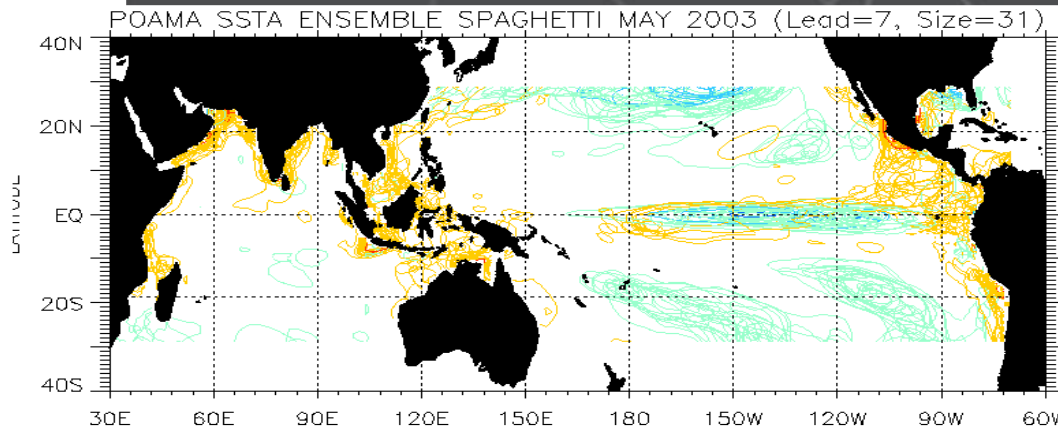 POAMA SSTA ENSEMBLE SPAGHETTI MAY 2003 (Lead=7, Size=31)
40N
20N
EQ
20S
40S
30E 60E 90E 120E 150E 180 150W 120W 90W 60W